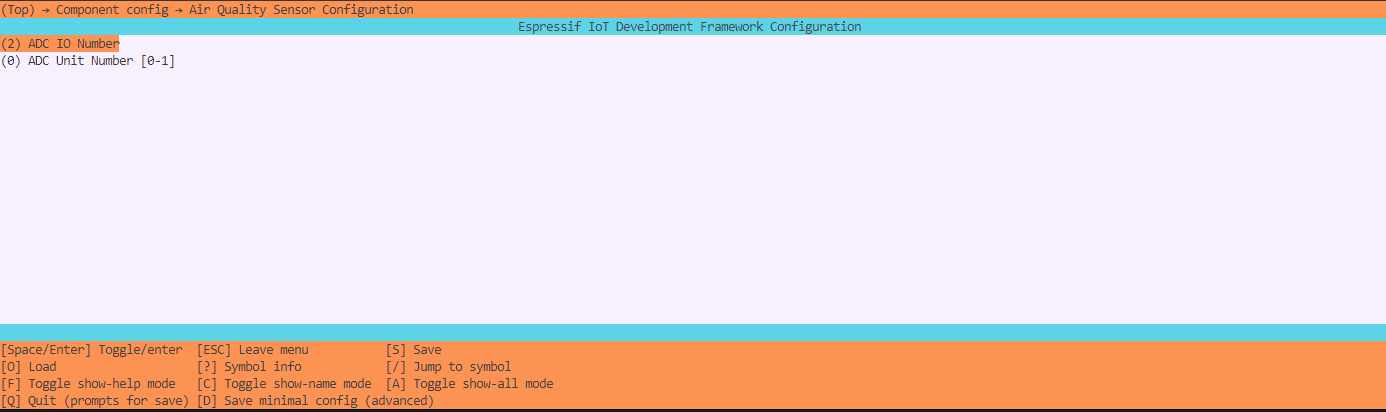 (Top) → Component config → Air Quality Sensor Configuration
Espressif IoT Development Framework Configuration
(2) ADC IO Number
(0) ADC Unit Number [0-1]
[Space/Enter] Toggle/enter [ESC] Leave menu [S] Save
[O] Load [?] Symbol info [/] Jump to symbol
[F] Toggle show-help mode [C] Toggle show-name mode [A] Toggle show-all mode
[Q] Quit (prompts for save) [D] Save minimal config (advanced)